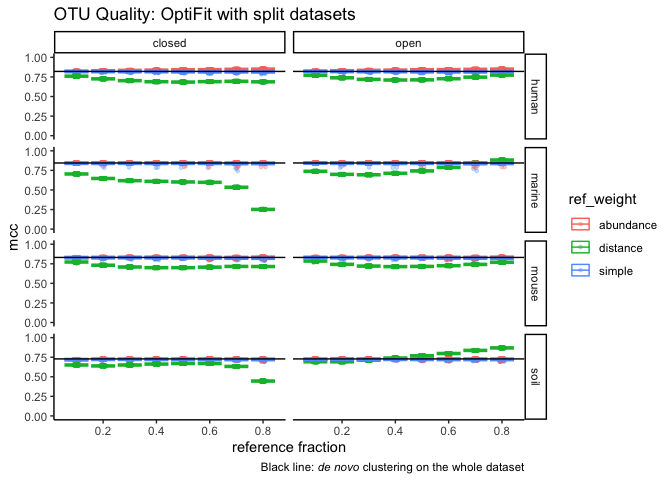 OTU Quality: OptiFit with split datasets
closed
open
1.00
0.75
0.50
0.25
0.00
human
1.00
0.75
0.50
0.25
0.00
marine
1.00
0.75
0.50
0.25
0.00
mouse
1.00
0.75
0.50
0.25
0.00
soil
mcc
0.2 0.4 0.6 0.8
0.2 0.4 0.6 0.8
reference fraction
ref_weight
abundance
distance
simple
Black line: de novo clustering on the whole dataset